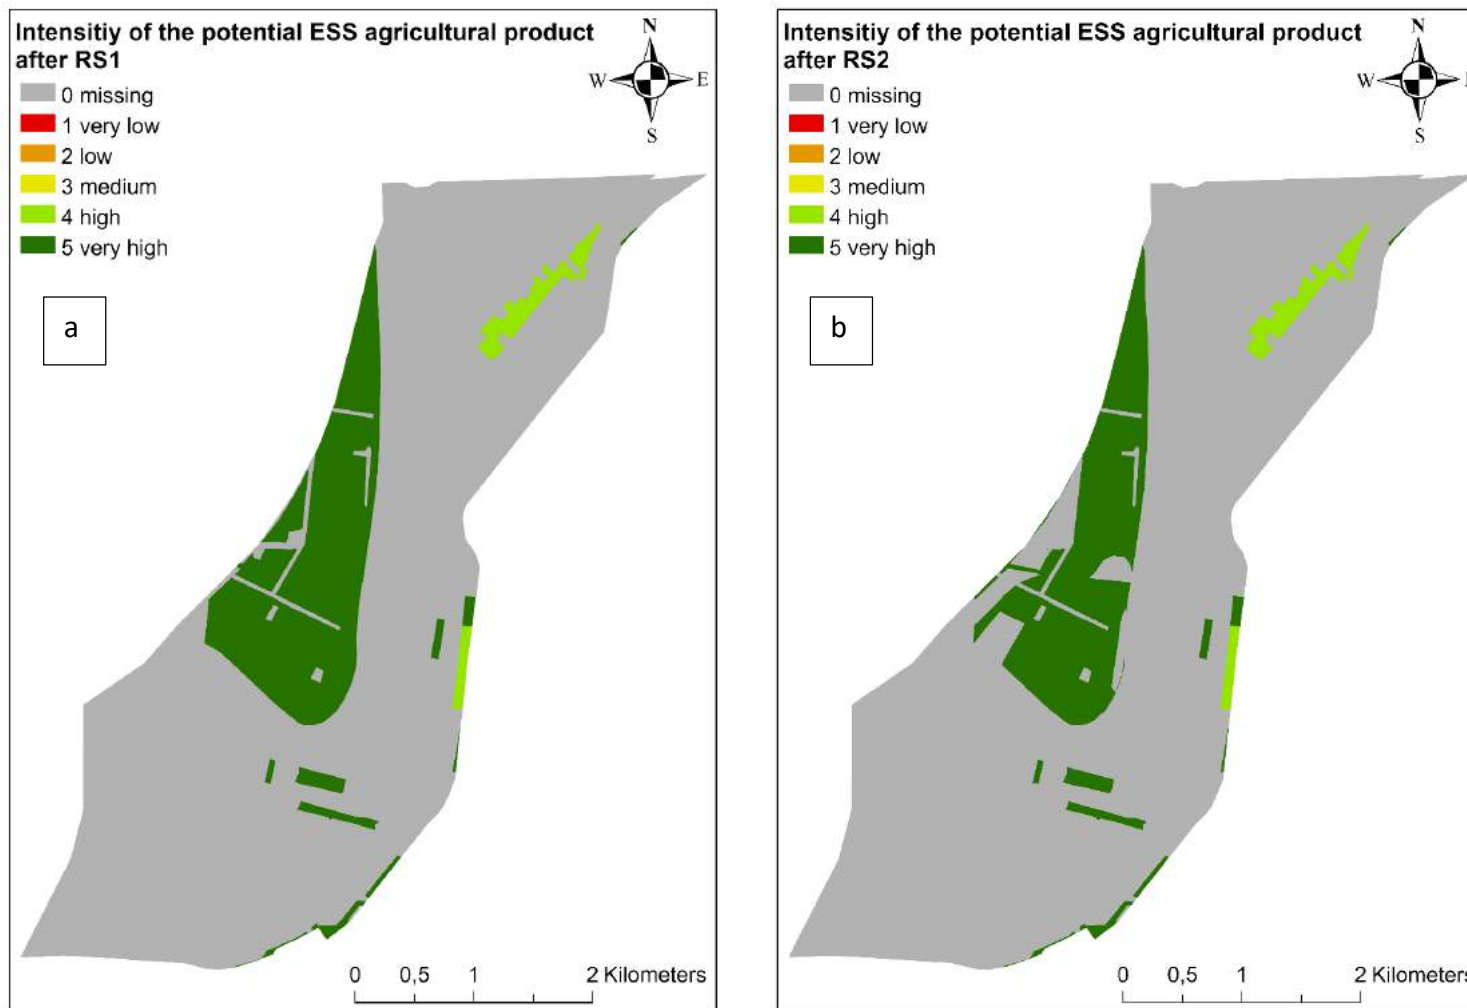 Intensitiy of the potential ESS agricultural product
after RS1
0 missing
1 very low
2 low
3 medium
4 high
5 very high
N
W
E
S
a
0 0,5 1 2 Kilometers
Intensitiy of the potential ESS agricultural product
after RS2
0 missing
1 very low
2 low
3 medium
4 high
5 very high
N
W
S
b
0 0,5 1 2 Kilometers